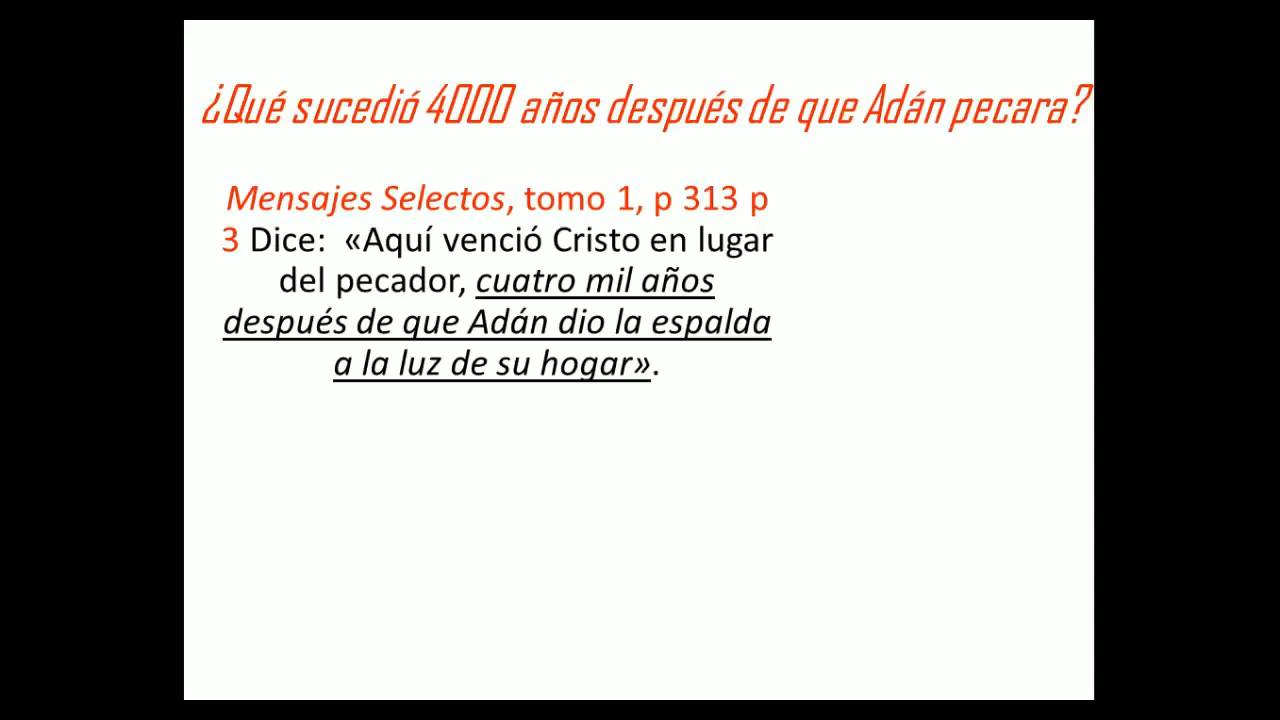 ¿Qué sucedió 4000 años después de que Adán pecara?
Mensajes Selectos, tomo 1, p 313 p
3 Dice: «Aquí venció Cristo en lugar
del pecador, cuatro mil años
después de que Adán dio la espalda
a la luz de su hogar».